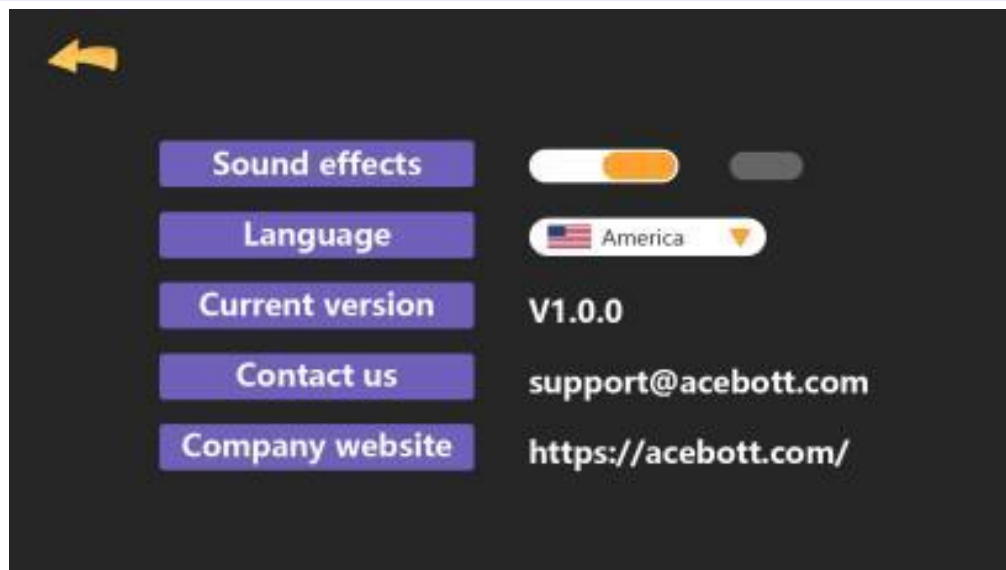 Sound effects
Language America
Current version V1.0.0
Contact us support@acebott.com
Company website https://acebott.com/